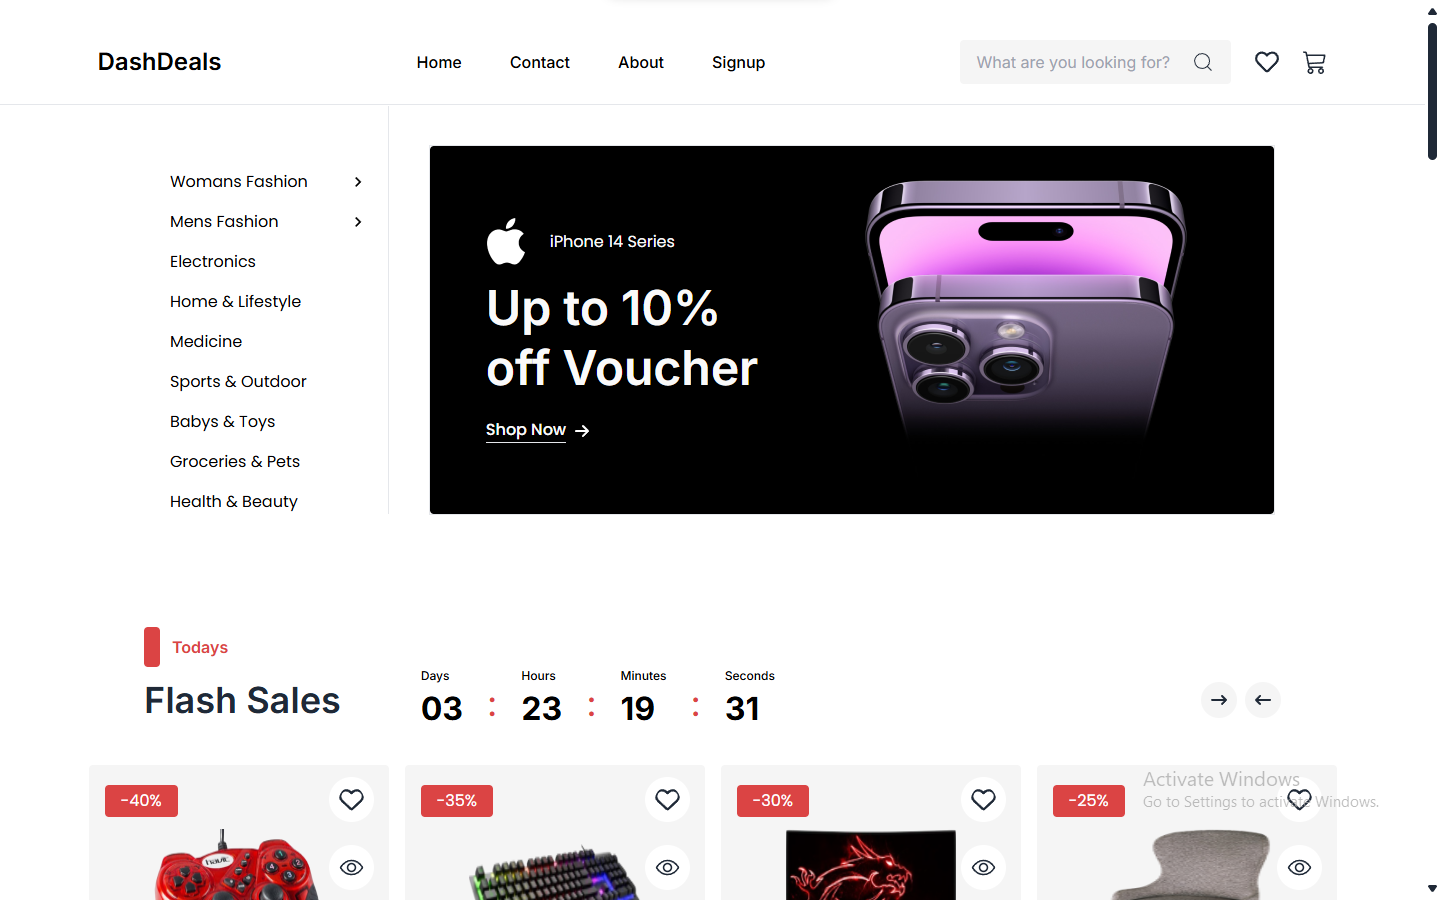 DashDeals
Home
Contact
About
Signup
What are you looking for?
Womans Fashion
Mens Fashion
Electronics
Home & Lifestyle
Medicine
Sports & Outdoor
Babys & Toys
Groceries & Pets
Health & Beauty
iPhone 14 Series
Up to 10%
off Voucher
Shop Now
Todays
Flash Sales
Days
Hours
Minutes
Seconds
03 : 23 : 19 : 31
-40%
-35%
-30%
-25%
Activate Windows
Go to Settings to activate Windows.
havit